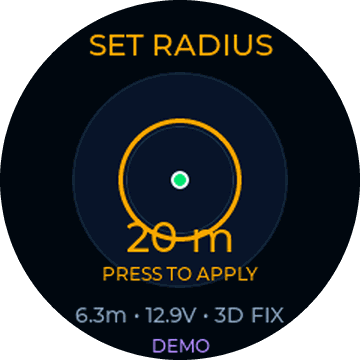 SET RADIUS
20 m
PRESS TO APPLY
6.3m • 12.9V • 3D FIX
DEMO